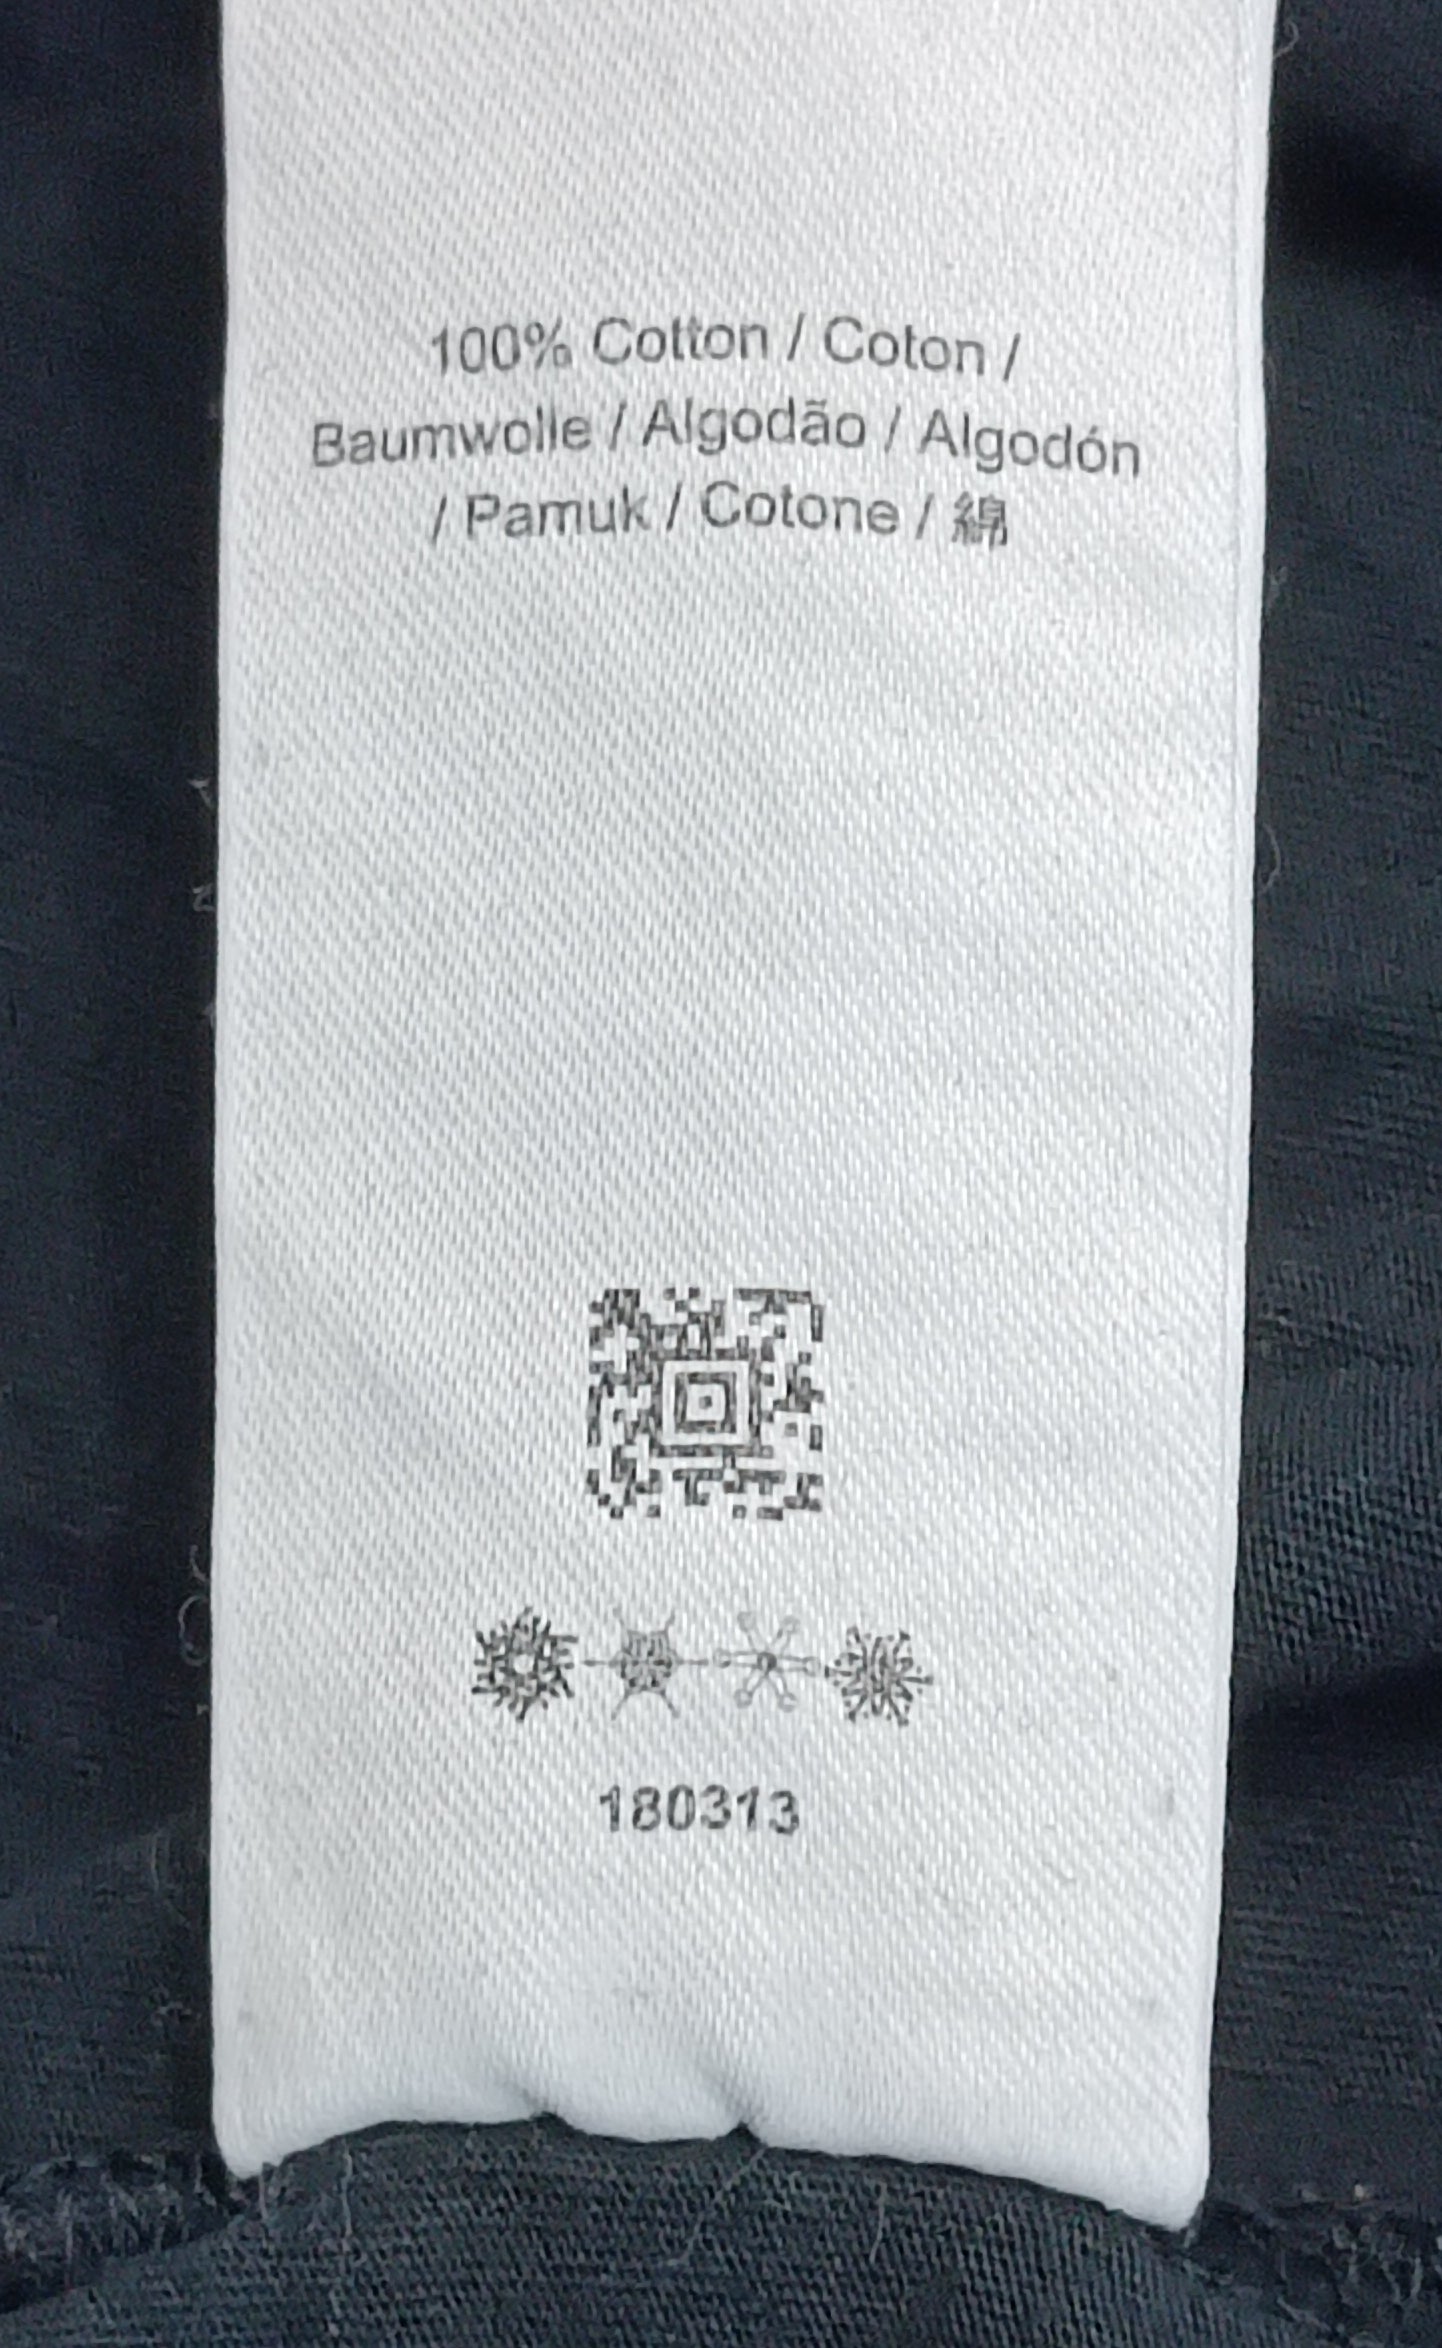 100% Cotton / Coton /
Baumwolle / Algodão / Algodón
/ Pamuk / Cotone / 綿
180313